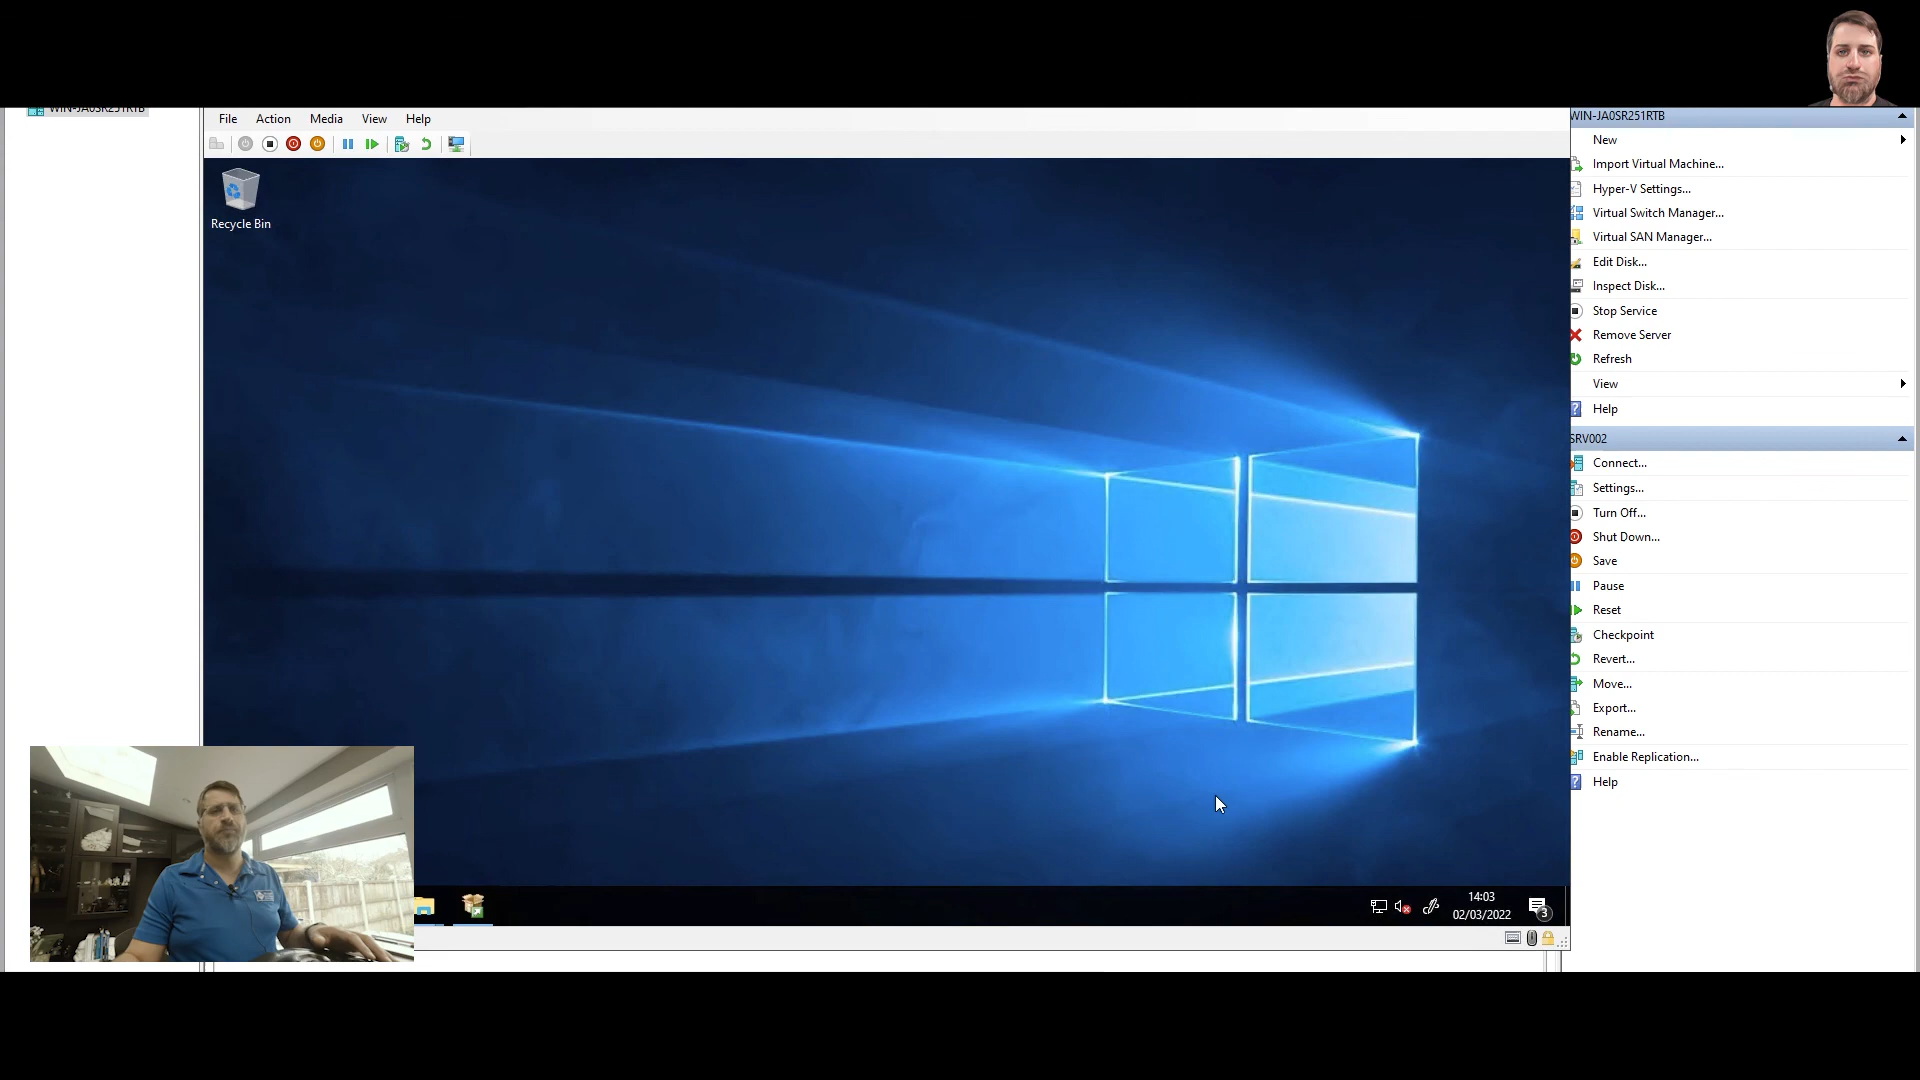 WIN-JA0SR251RTB
File Action Media View Help
Recycle Bin
14:03
02/03/2022
3
WIN-JA0SR251RTB
New
Import Virtual Machine...
Hyper-V Settings...
Virtual Switch Manager...
Virtual SAN Manager...
Edit Disk...
Inspect Disk...
Stop Service
Remove Server
Refresh
View
Help
SRV002
Connect...
Settings...
Turn Off...
Shut Down...
Save
Pause
Reset
Checkpoint
Revert...
Move...
Export...
Rename...
Enable Replication...
Help